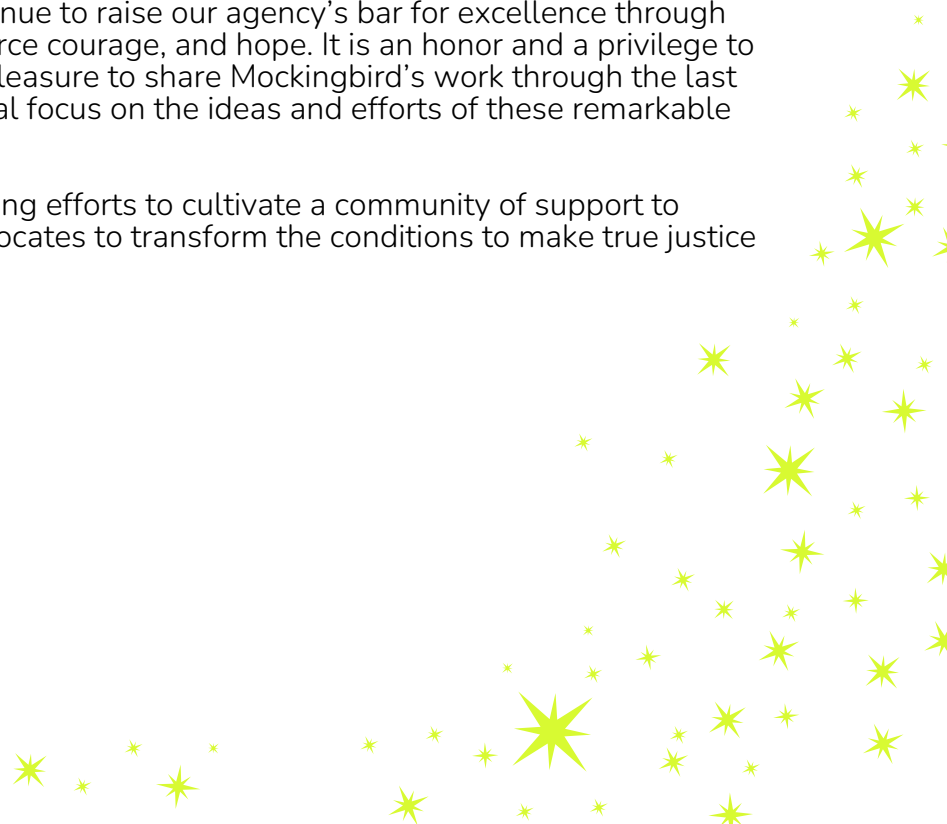 nue to raise our agency’s bar for excellence through
rce courage, and hope. It is an honor and a privilege to
leasure to share Mockingbird’s work through the last
al focus on the ideas and efforts of these remarkable
ng efforts to cultivate a community of support to
ocates to transform the conditions to make true justice